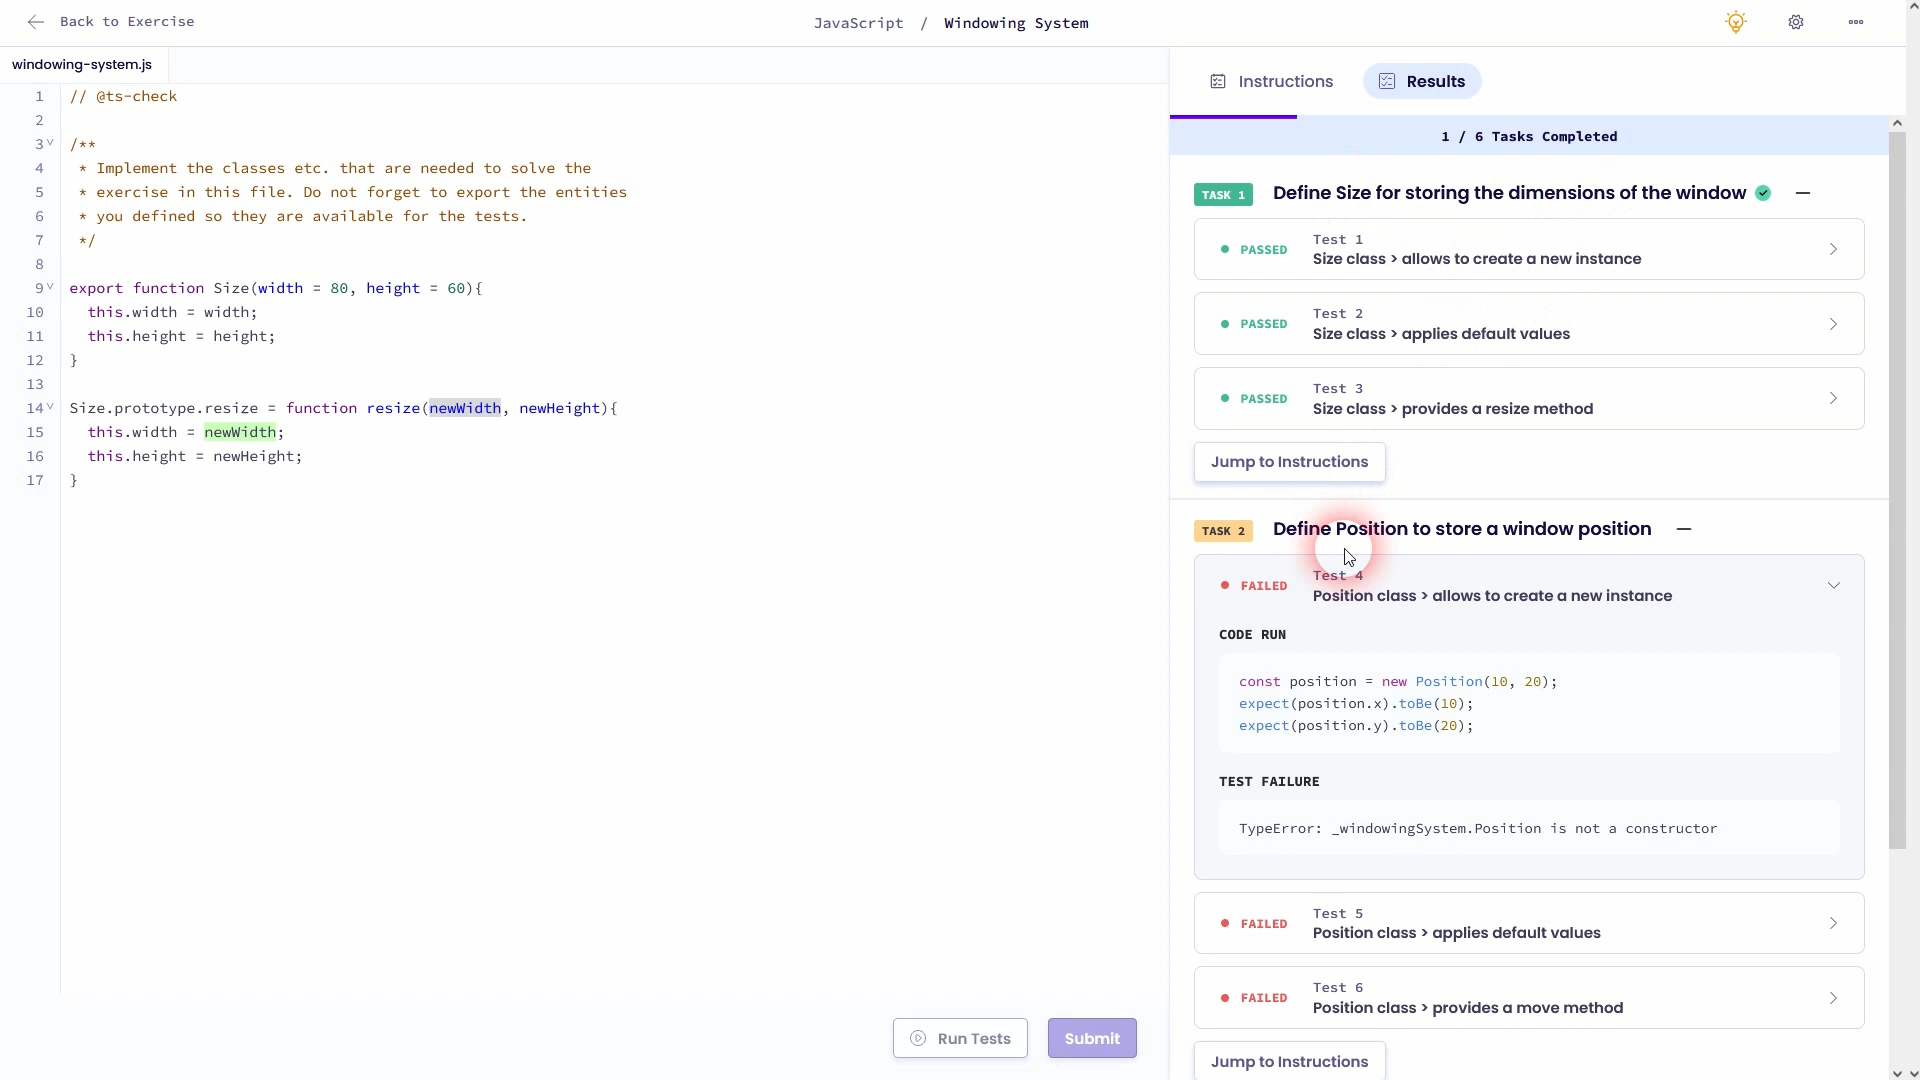 Back to Exercise
JavaScript / Windowing System
windowing-system.js
Instructions
Results
1 // @ts-check
2
3 /**
4 * Implement the classes etc. that are needed to solve the
5 * exercise in this file. Do not forget to export the entities
6 * you defined so they are available for the tests.
7 */
8
9 export function Size(width = 80, height = 60){
10 this.width = width;
11 this.height = height;
12 }
13
14 Size.prototype.resize = function resize(newWidth, newHeight){
15 this.width = newWidth;
16 this.height = newHeight;
17 }
Run Tests
Submit
1 / 6 Tasks Completed
TASK 1 Define Size for storing the dimensions of the window
PASSED
Test 1
Size class > allows to create a new instance
PASSED
Test 2
Size class > applies default values
PASSED
Test 3
Size class > provides a resize method
Jump to Instructions
TASK 2 Define Position to store a window position
FAILED
Test 4
Position class > allows to create a new instance
CODE RUN
const position = new Position(10, 20);
expect(position.x).toBe(10);
expect(position.y).toBe(20);
TEST FAILURE
TypeError: _windowingSystem.Position is not a constructor
FAILED
Test 5
Position class > applies default values
FAILED
Test 6
Position class > provides a move method
Jump to Instructions